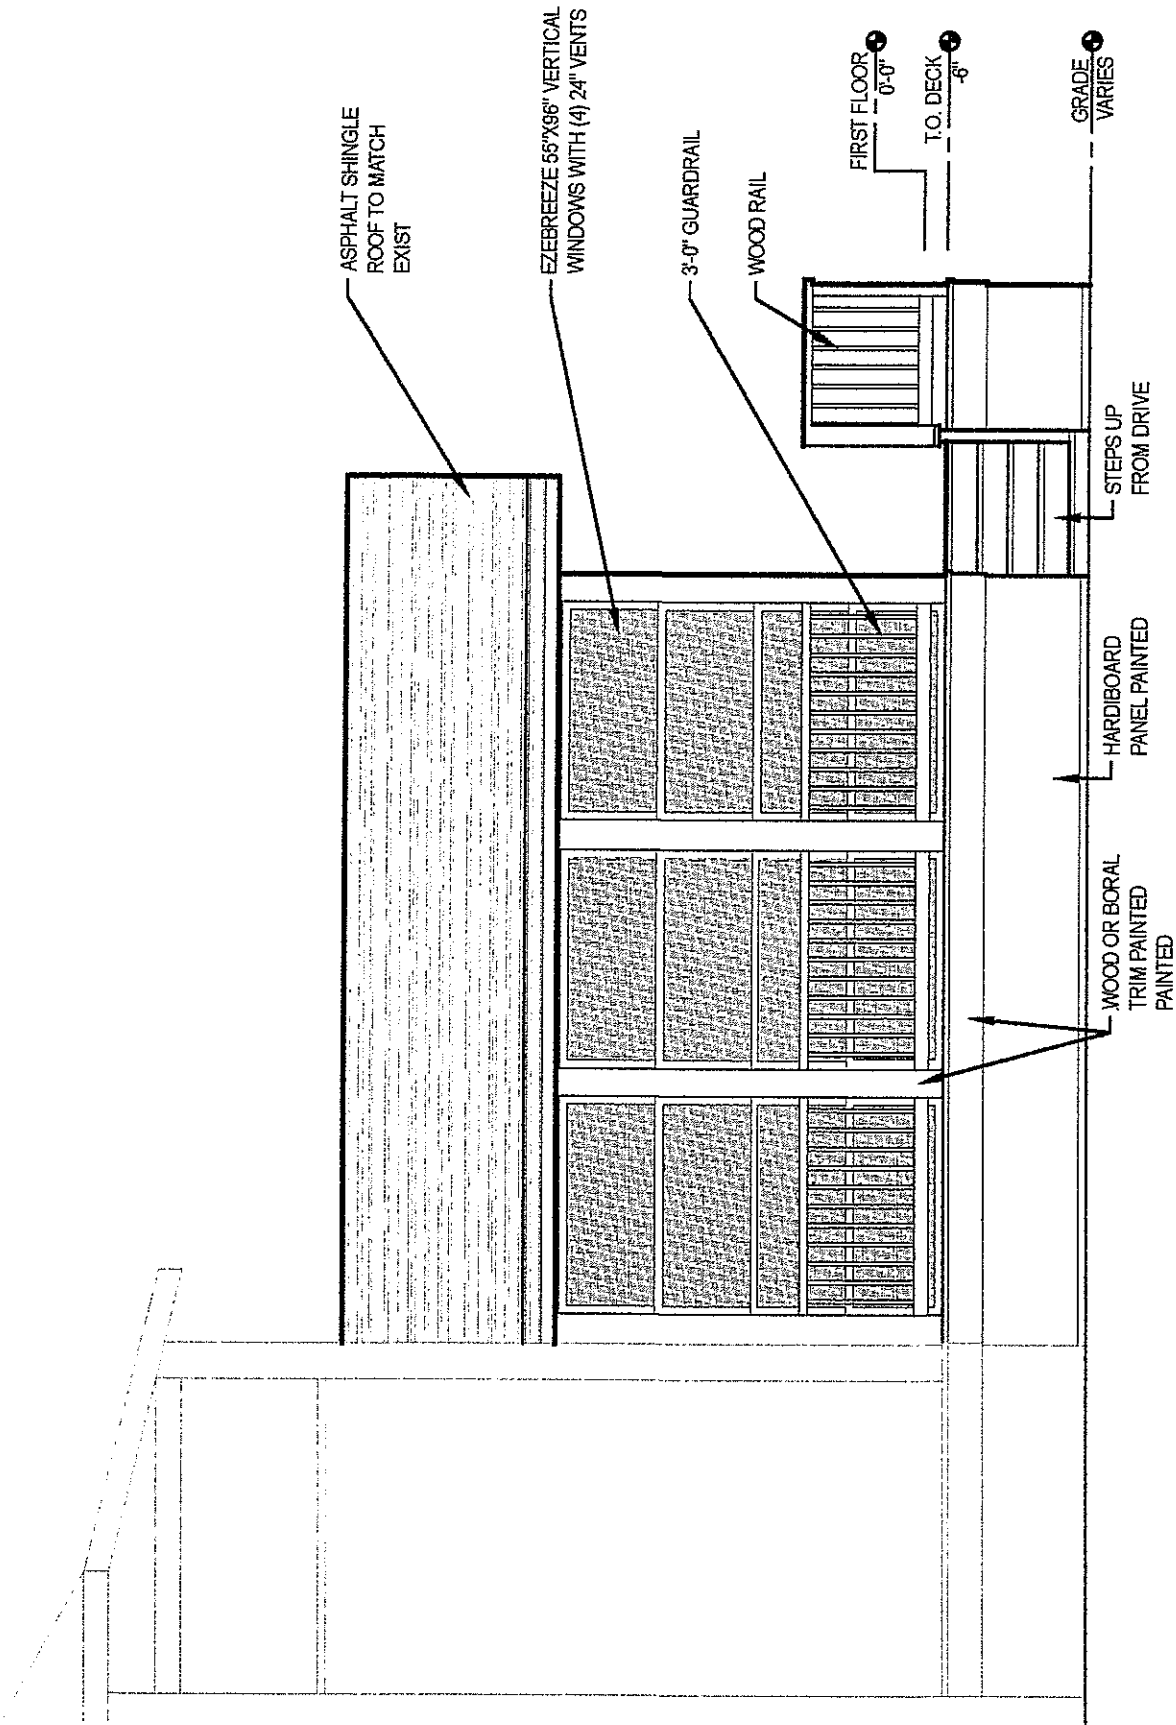 ASPHALT SHINGLE
ROOF TO MATCH
EXIST
EZEBREEZE 55"X96" VERTICAL
WINDOWS WITH (4) 24" VENTS
3'-0" GUARDRAIL
WOOD RAIL
FIRST FLOOR
0'-0"
T.O. DECK
-6"
GRADE
VARIES
STEPS UP
FROM DRIVE
HARDIBOARD
PANEL PAINTED
WOOD OR BORAL
TRIM PAINTED
PAINTED